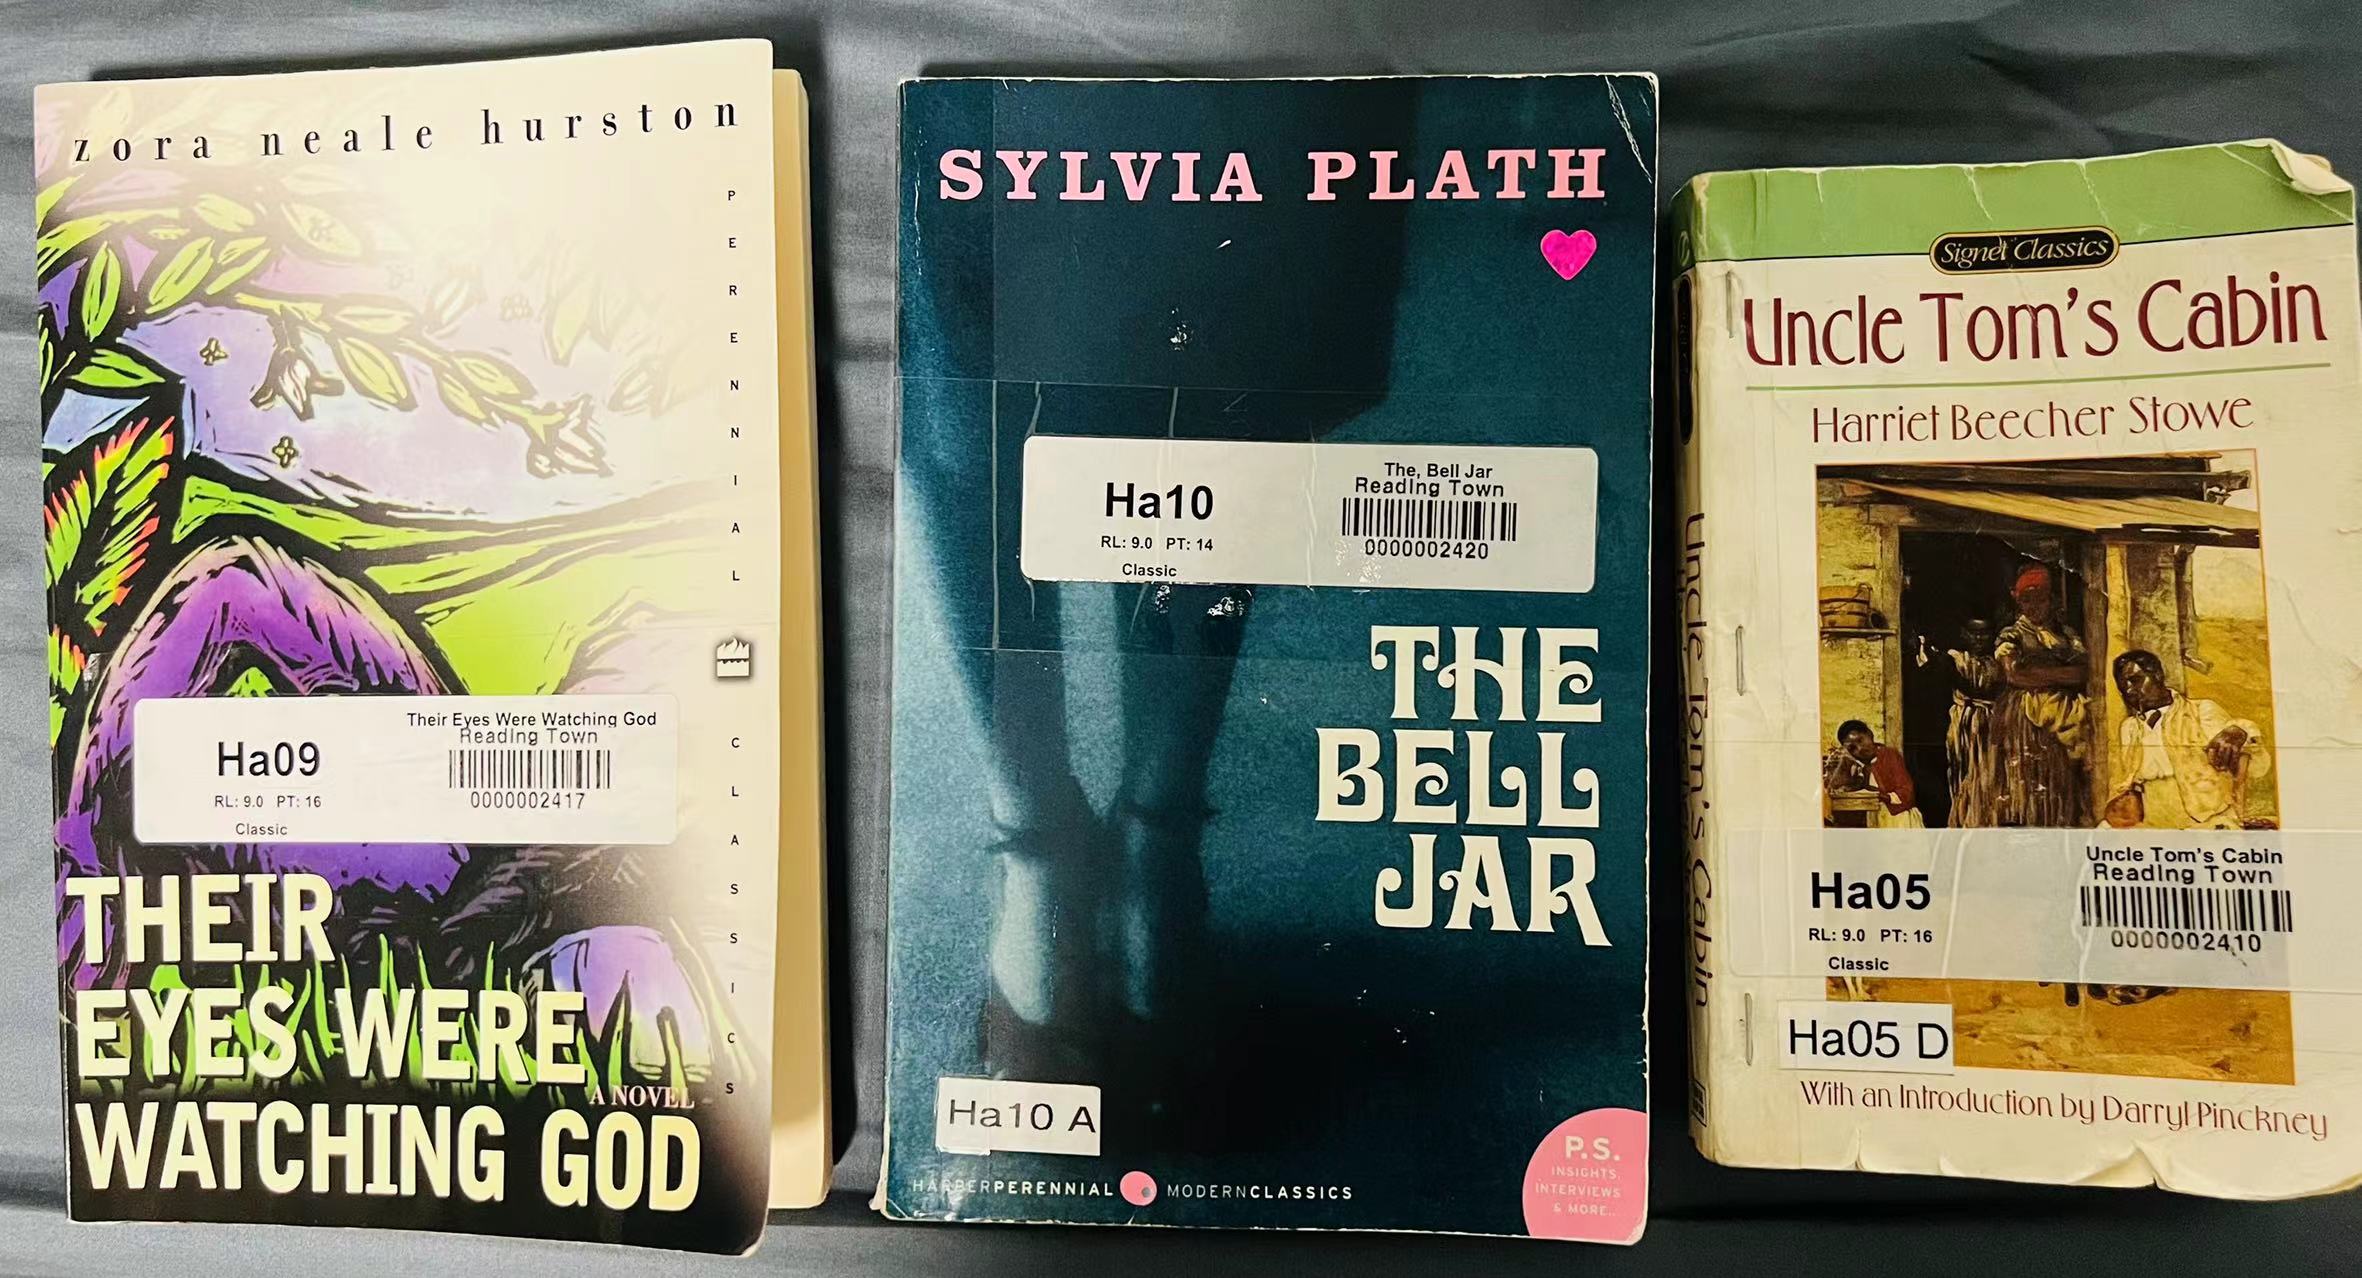 zora neale hurston
PERENNIAL CLASSICS
Their Eyes Were Watching God
Reading Town
Ha09
0000002417
RL: 9.0 PT: 16
Classic
THEIR
EYES WERE
A NOVEL
WATCHING GOD
SYLVIA PLATH
The, Bell Jar
Reading Town
Ha10
RL: 9.0 PT: 14
0000002420
Classic
THE
BELL
JAR
Ha10 A
HARPERPERENNIAL MODERNCLASSICS
P.S.
INSIGHTS,
INTERVIEWS
& MORE...
Signet Classics
Uncle Tom's Cabin
Harriet Beecher Stowe
Uncle Tom's Cabin
Reading Town
Ha05
RL: 9.0 PT: 16
0000002410
Classic
Ha05 D
With an Introduction by Darryl Pinckney
Uncle Tom's Cabin